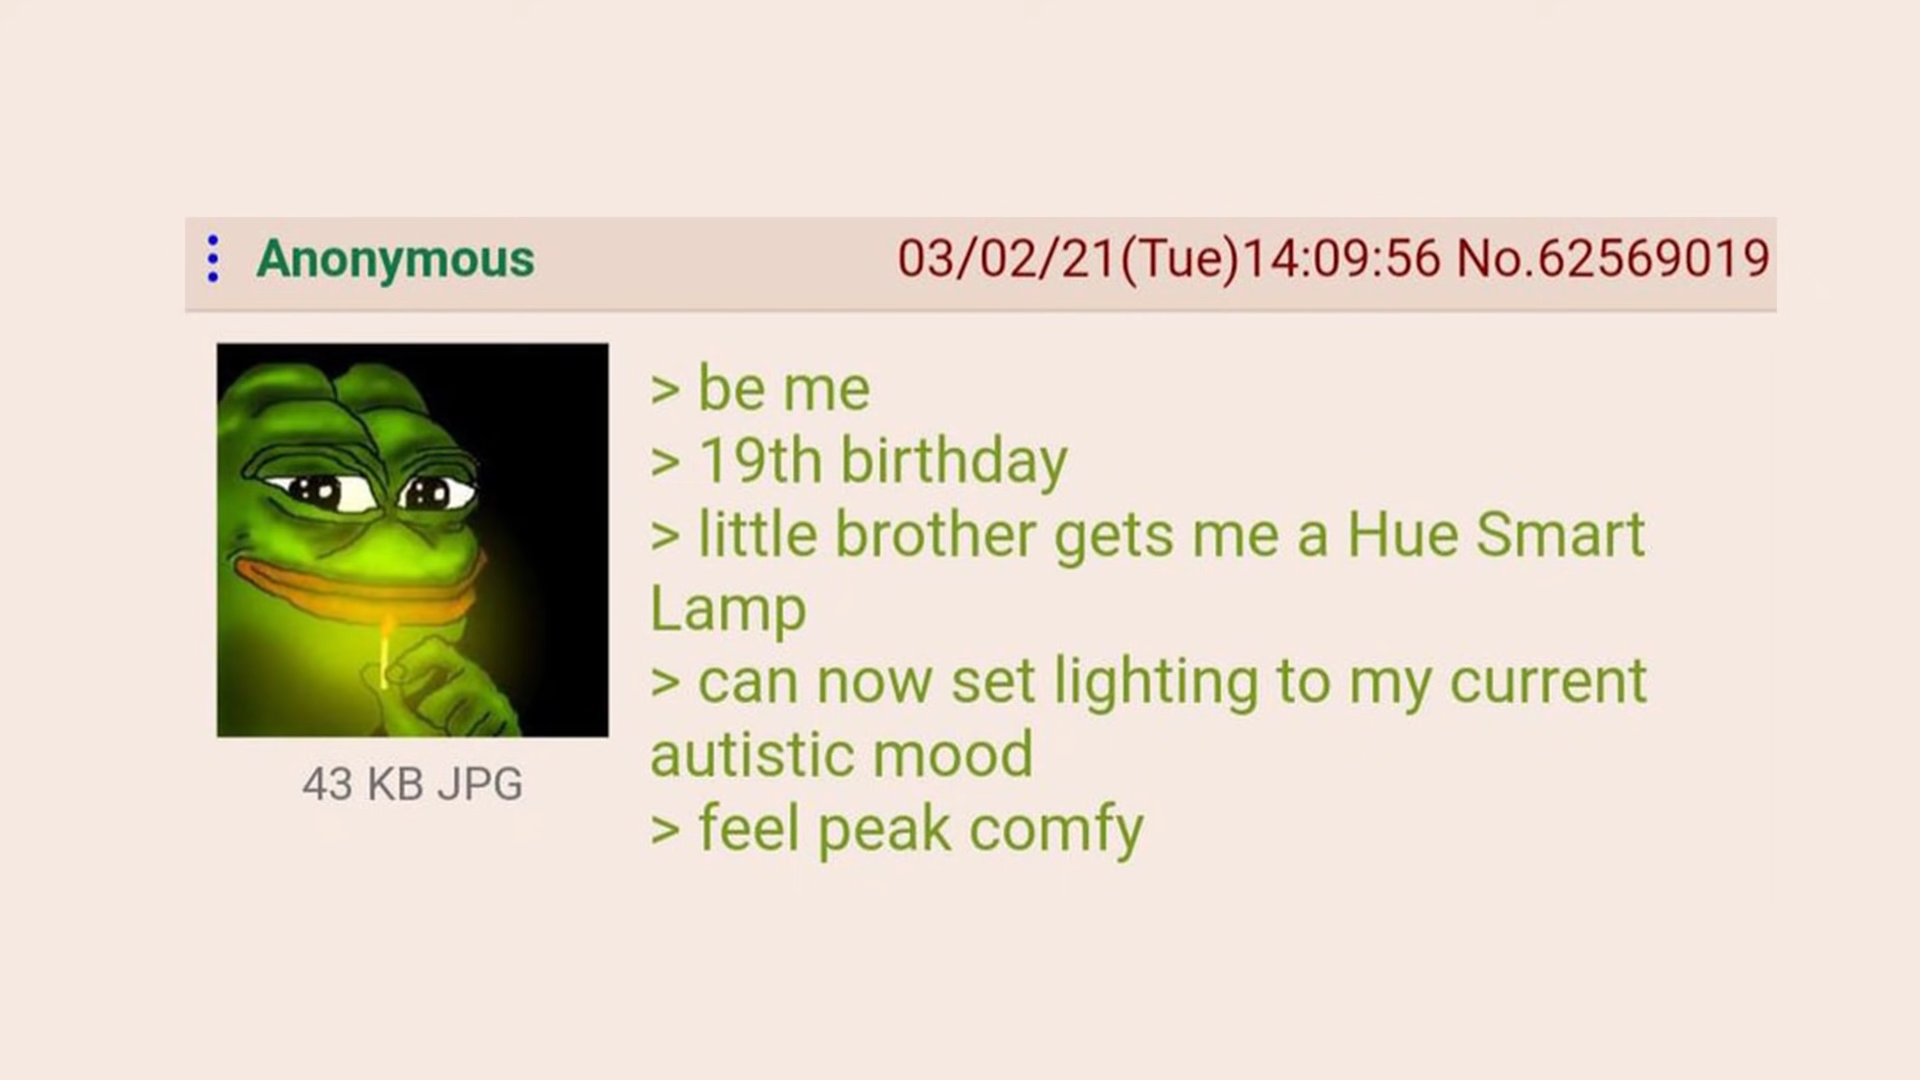 Anonymous 03/02/21(Tue)14:09:56 No.62569019
> be me
> 19th birthday
> little brother gets me a Hue Smart
Lamp
> can now set lighting to my current
autistic mood
> feel peak comfy
43 KB JPG